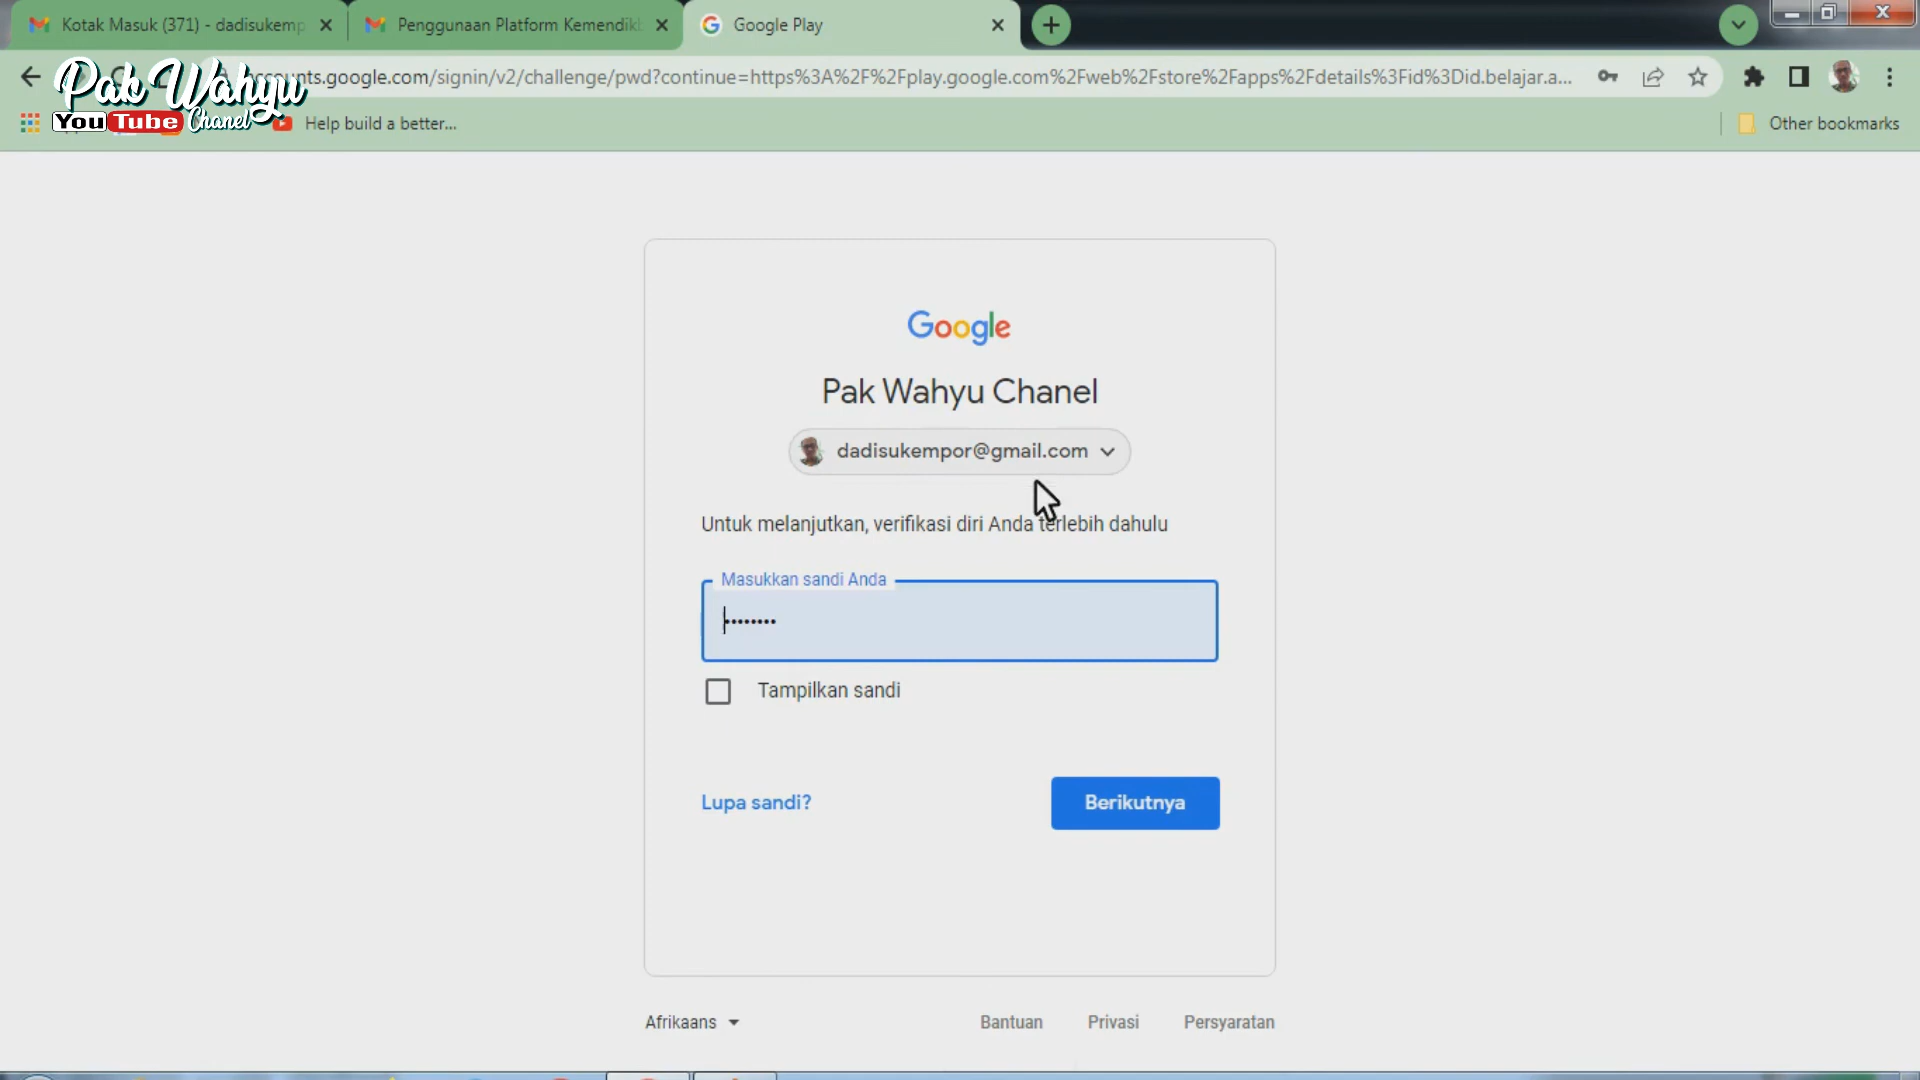 Kotak Masuk (371) - dadisukemp
Penggunaan Platform Kemendik
Google Play
accounts.google.com/signin/v2/challenge/pwd?continue=https%3A%2F%2Fplay.google.com%2Fweb%2Fstore%2Fapps%2Fdetails%3Fid%3Did.belajar.a...
Pak Wahyu
YouTube Chanel
Help build a better...
Other bookmarks
Google
Pak Wahyu Chanel
dadisukempor@gmail.com
Untuk melanjutkan, verifikasi diri Anda terlebih dahulu
Masukkan sandi Anda
••••••••
Tampilkan sandi
Lupa sandi?
Berikutnya
Afrikaans
Bantuan
Privasi
Persyaratan